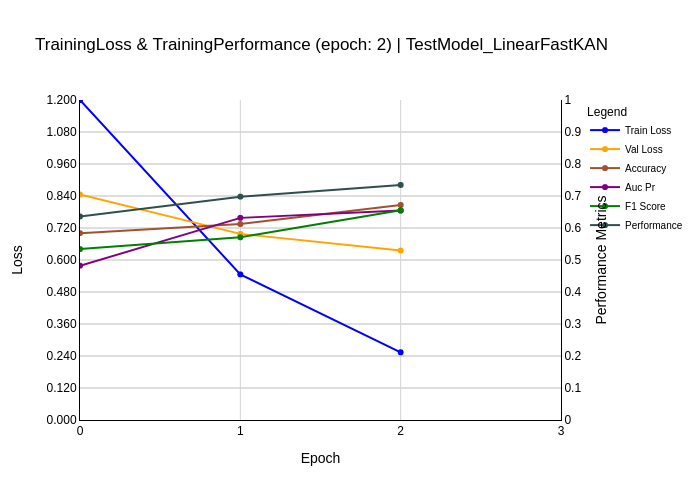 TrainingLoss & TrainingPerformance (epoch: 2) | TestModel_LinearFastKAN
1.200
1.080
0.960
0.840
0.720
0.600
0.480
0.360
0.240
0.120
0.000
Loss
0
1
2
3
Epoch
1
0.9
0.8
0.7
0.6
0.5
0.4
0.3
0.2
0.1
0
Performance Metrics
Legend
Train Loss
Val Loss
Accuracy
Auc Pr
F1 Score
Performance